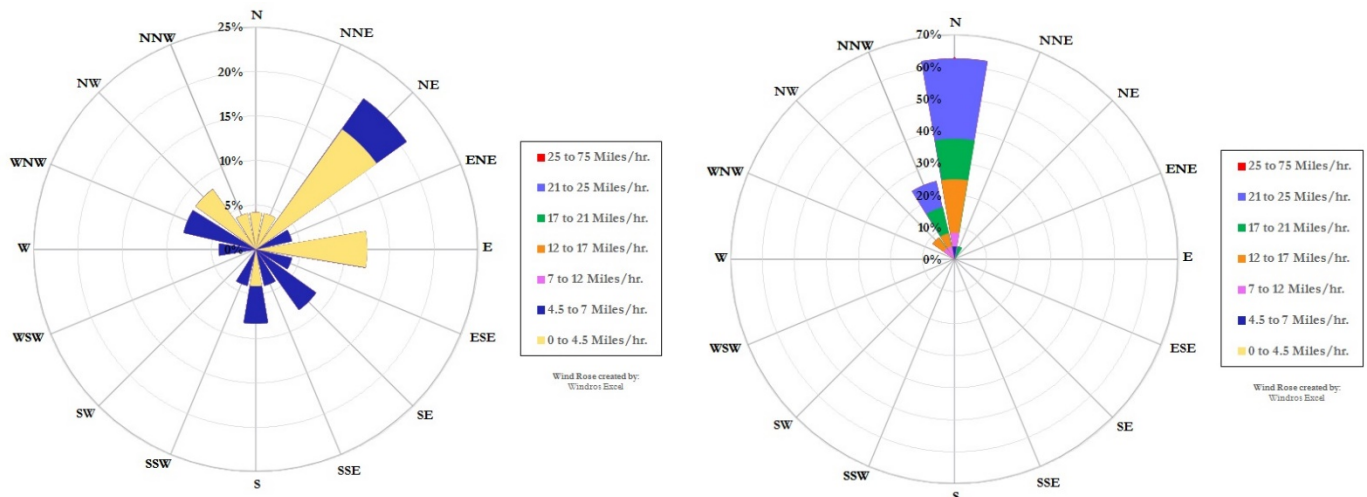 N
NNE
NE
ENE
E
ESE
SE
SSE
S
SSW
SW
WSW
W
WNW
NW
NNW
25%
20%
15%
10%
5%
0%
25 to 75 Miles/hr.
21 to 25 Miles/hr.
17 to 21 Miles/hr.
12 to 17 Miles/hr.
7 to 12 Miles/hr.
4.5 to 7 Miles/hr.
0 to 4.5 Miles/hr.
Wind Rose created by:
Windros Excel
N
NNE
NE
ENE
E
ESE
SE
SSE
S
SSW
SW
WSW
W
WNW
NW
NNW
70%
60%
50%
40%
30%
20%
10%
0%
25 to 75 Miles/hr.
21 to 25 Miles/hr.
17 to 21 Miles/hr.
12 to 17 Miles/hr.
7 to 12 Miles/hr.
4.5 to 7 Miles/hr.
0 to 4.5 Miles/hr.
Wind Rose created by:
Windros Excel